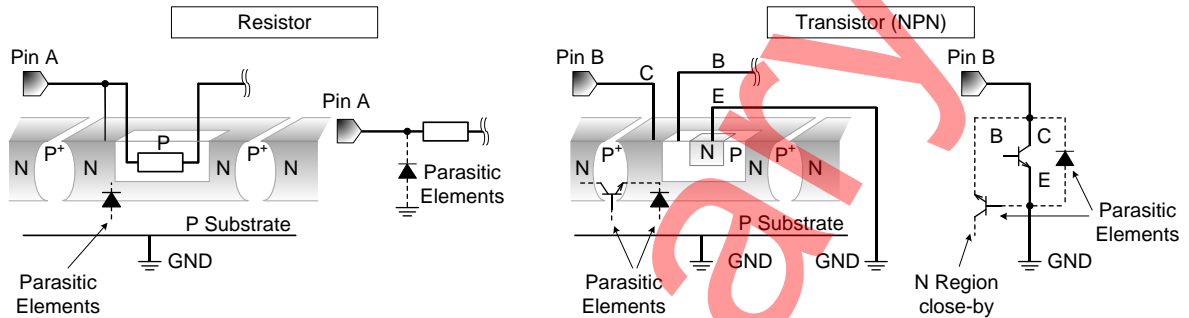 Resistor
Pin A
P
N
P+
N
N
P+
N
P Substrate
GND
Parasitic
Elements
Pin A
Parasitic
Elements
Transistor (NPN)
Pin B
C
B
E
N
P+
N
N
P
N
P+
N
P Substrate
GND
GND
Parasitic
Elements
Pin B
B
C
E
Parasitic
Elements
N Region
close-by